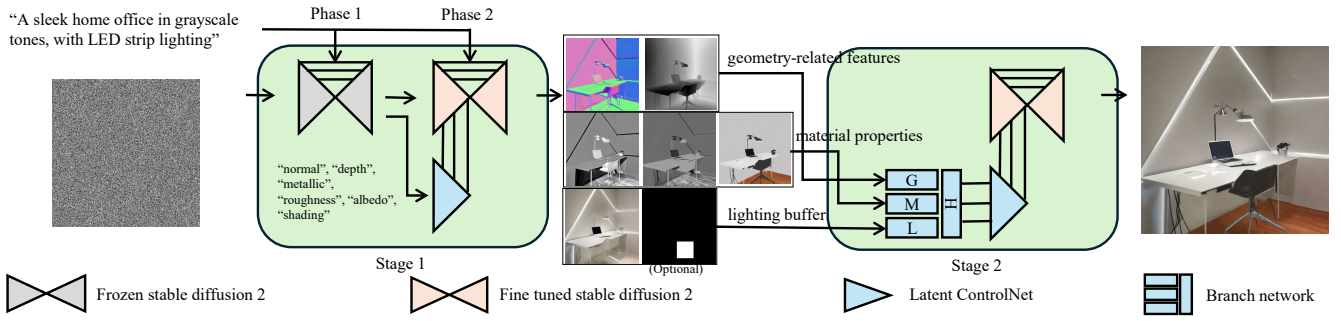 “A sleek home office in grayscale
tones, with LED strip lighting”
Phase 1
Phase 2
“normal”, “depth”,
“metallic”,
“roughness”, “albedo”,
“shading”
Stage 1
geometry-related features
material properties
lighting buffer
(Optional)
G
M
L
H
Stage 2
Frozen stable diffusion 2
Fine tuned stable diffusion 2
Latent ControlNet
Branch network